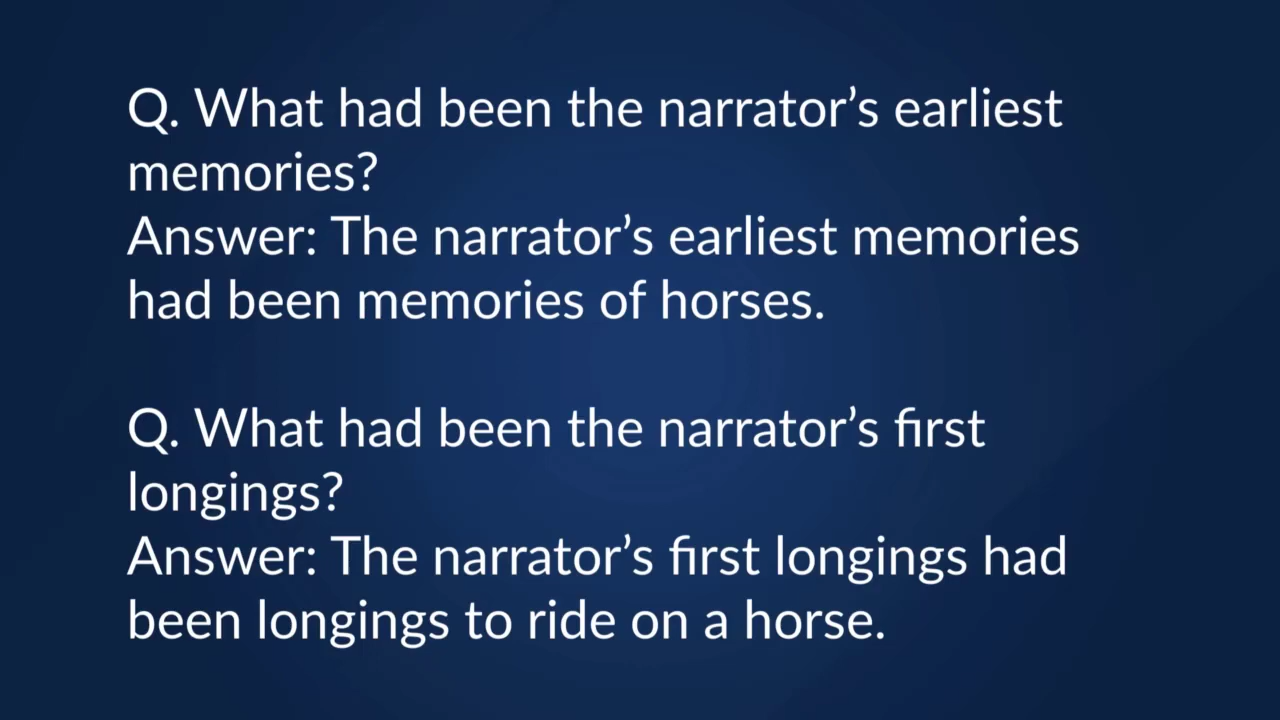 Q. What had been the narrator’s earliest
memories?
Answer: The narrator’s earliest memories
had been memories of horses.
Q. What had been the narrator’s first
longings?
Answer: The narrator’s first longings had
been longings to ride on a horse.